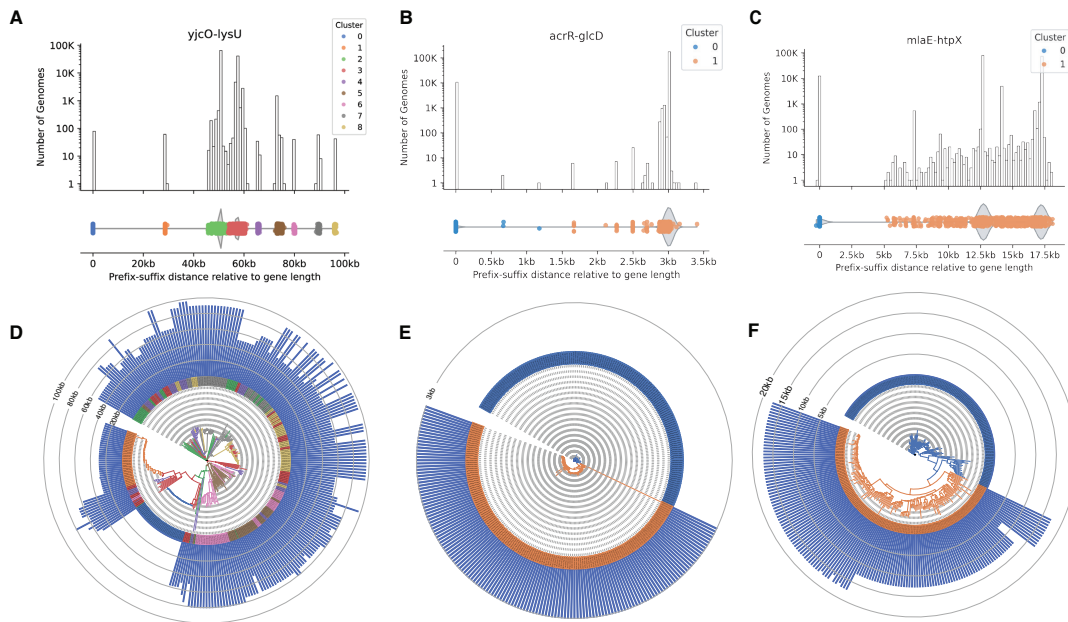 A
yjcO-lysU
Cluster
0
1
2
3
4
5
6
7
8
100K
10K
1K
100
10
1
Number of Genomes
0
20kb
40kb
60kb
80kb
100kb
Prefix-suffix distance relative to gene length
B
acrR-glcD
Cluster
0
1
100K
10K
1K
100
10
1
Number of Genomes
0
0.5kb
1kb
1.5kb
2kb
2.5kb
3kb
3.4kb
Prefix-suffix distance relative to gene length
C
mlaE-htpX
Cluster
0
1
100K
10K
1K
100
10
1
Number of Genomes
0
2.5kb
5kb
7.5kb
10kb
12.5kb
15kb
17.5kb
Prefix-suffix distance relative to gene length
D
100kb
80kb
60kb
40kb
20kb
E
3kb
F
20kb
15kb
10kb
5kb